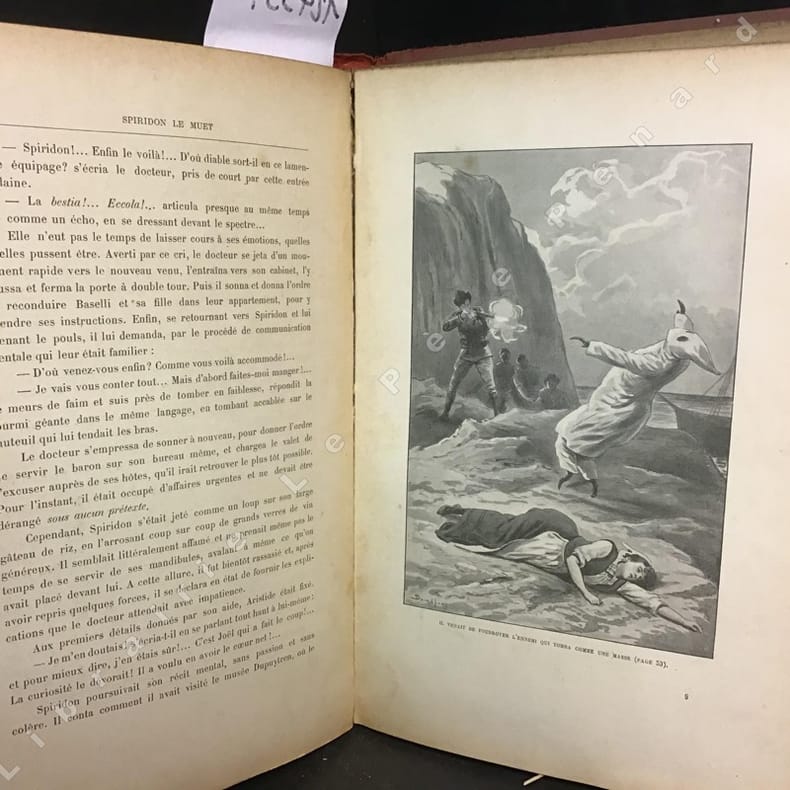 SPIRIDON LE MUET
— Spiridon!... Enfin le voilà!... D'où diable sort-il en ce lamen-
équipage? s'écria le docteur, pris de court par cette entrée
— La bestia!... Eccola!... articula presque au même temps
comme un écho, en se dressant devant le spectre...
Elle n'eut pas le temps de laisser cours à ses émotions, quelles
elles pussent être. Averti par ce cri, le docteur se jeta d'un mou-
ment rapide vers le nouveau venu, l'entraîna vers son cabinet, l'y
ussa et ferma la porte à double tour. Puis il sonna et donna l'ordre
reconduire Baselli et sa fille dans leur appartement, pour y
endre ses instructions. Enfin, se retournant vers Spiridon et lui
enant le pouls, il lui demanda, par le procédé de communication
entale qui leur était familier :
— D'où venez-vous enfin? Comme vous voilà accommodé!...
— Je vais vous conter tout... Mais d'abord faites-moi manger!...
e meurs de faim et suis près de tomber en faiblesse, répondit la
ourmi géante dans le même langage, en tombant accablée sur le
auteuil qui lui tendait les bras.
Le docteur s'empressa de sonner à nouveau, pour donner l'ordre
e servir le baron sur son bureau même, et chargea le valet de
'excuser auprès de ses hôtes, qu'il irait retrouver le plus tôt possible.
Pour l'instant, il était occupé d'affaires urgentes et ne devait être
dérangé sous aucun prétexte.
Cependant, Spiridon s'était jeté comme un loup sur son large
gâteau de riz, en l'arrosant coup sur coup de grands verres de vin
généreux. Il semblait littéralement affamé et ne prenait même pas le
temps de se servir de ses mandibules, avalant à même ce qu'on
avait placé devant lui. A cette allure, il fut bientôt rassasié et, après
avoir repris quelques forces, il se déclara en état de fournir les expli-
cations que le docteur attendait avec impatience.
Aux premiers détails donnés par son aide, Aristide était fixé.
— Je m'en doutais! s'écria-t-il en se parlant tout haut à lui-même;
et pour mieux dire, j'en étais sûr!... C'est Joël qui a fait le coup!...
La curiosité le dévorait! Il a voulu en avoir le cœur net!...
Spiridon poursuivait son récit mental, sans passion et sans
colère. Il conta comment il avait visité le musée Dupuytren, où le
IL VENAIT DE FOUDROYER L'ENNEMI QUI TOMBA COMME UNE MASSE (PAGE 53).
9
Librairie Le Père Pénard